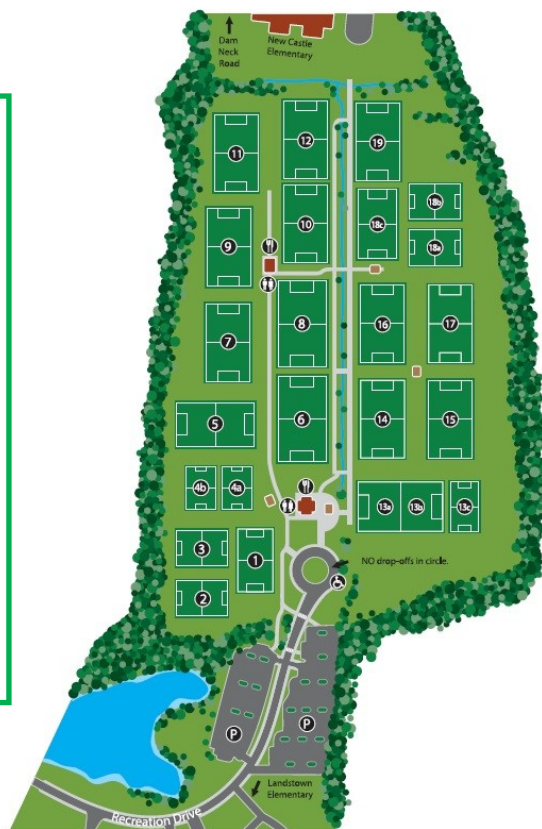 Dam
Neck
Road
New Castle
Elementary
11
12
19
18b
18c
10
9
18a
8
16
17
7
6
14
15
5
4b
4a
13a
13b
13c
3
1
NO drop-offs in circle.
2
P
P
Landstown
Elementary
Recreation Drive